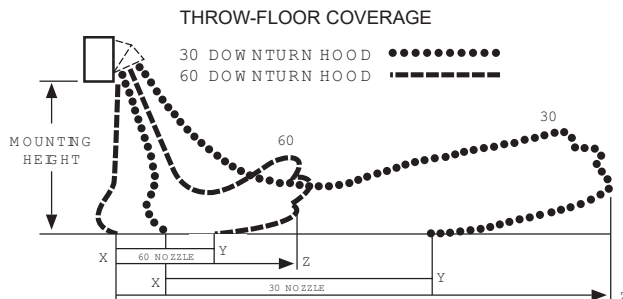 THROW-FLOOR COVERAGE
30 DOWNTURN HOOD
60 DOWNTURN HOOD
30
60
MOUNTING
HEIGHT
X
60 NOZZLE
Y
Z
X
30 NOZZLE
Y
Z